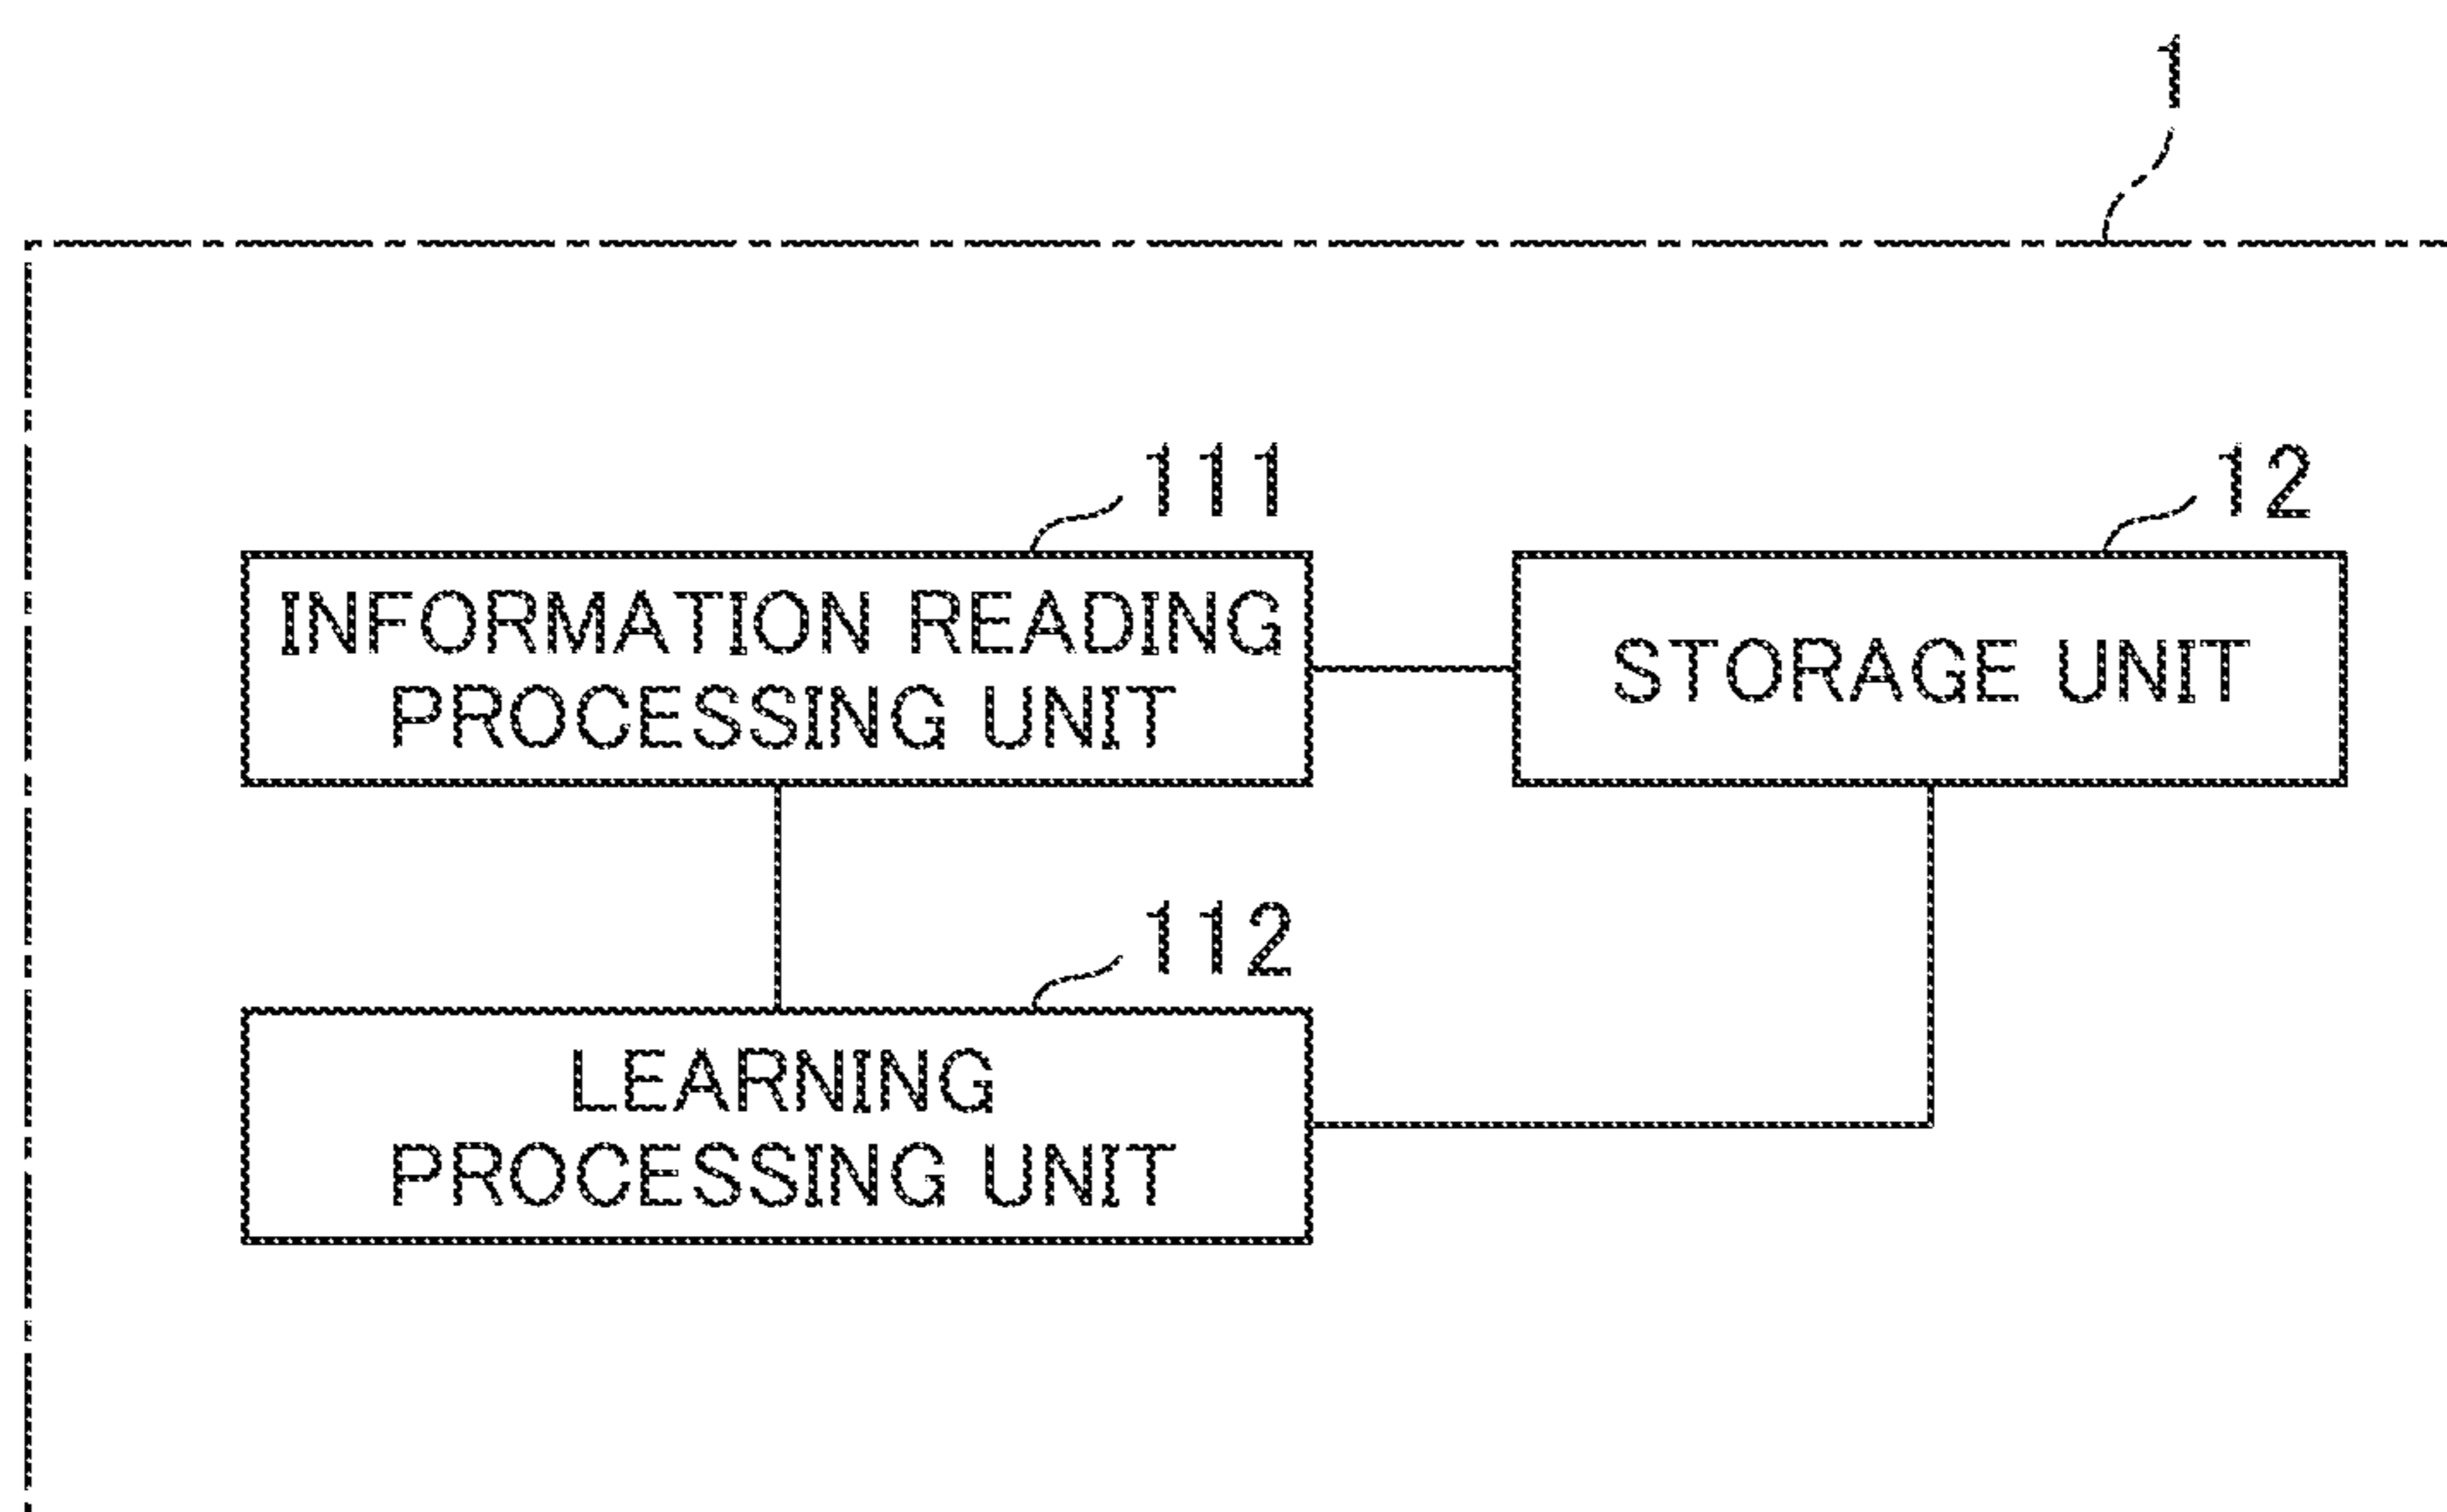 1
111
12
INFORMATION READING
PROCESSING UNIT
STORAGE UNIT
112
LEARNING
PROCESSING UNIT